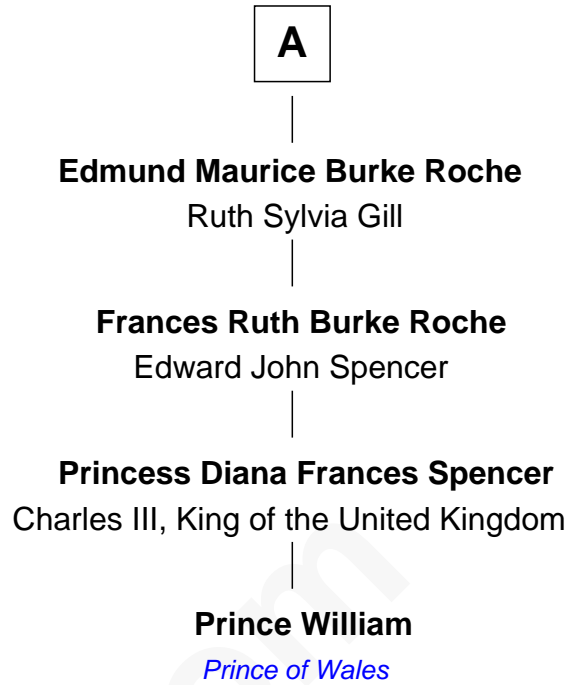 A
Edmund Maurice Burke Roche
Ruth Sylvia Gill
Frances Ruth Burke Roche
Edward John Spencer
Princess Diana Frances Spencer
Charles III, King of the United Kingdom
Prince William
Prince of Wales